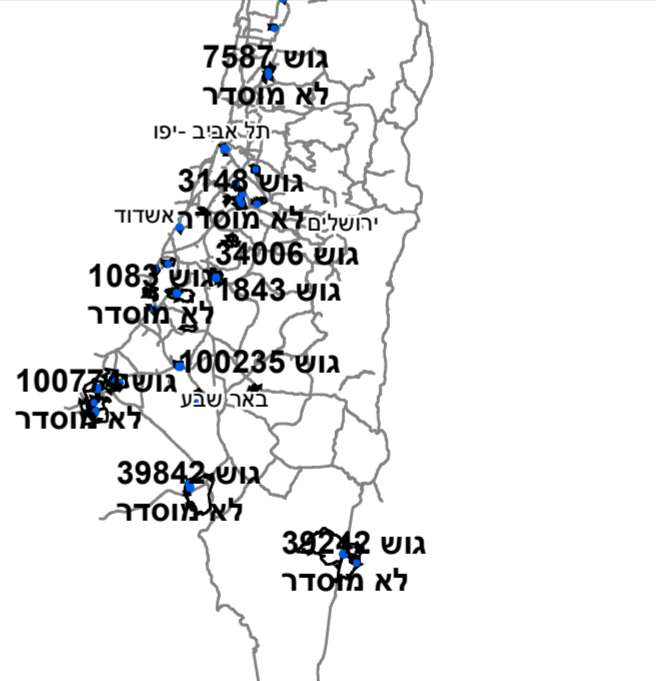 גוש 7587
לא מוסדר
תל אביב -יפו
גוש 3148
לא מוסדר
ירושלים
אשדוד
גוש 34006
גוש 1083
לא מוסדר
גוש 1843
גוש 100235
גוש
לא מוסדר
באר שבע
גוש 39842
לא מוסדר
גוש 39242
לא מוסדר